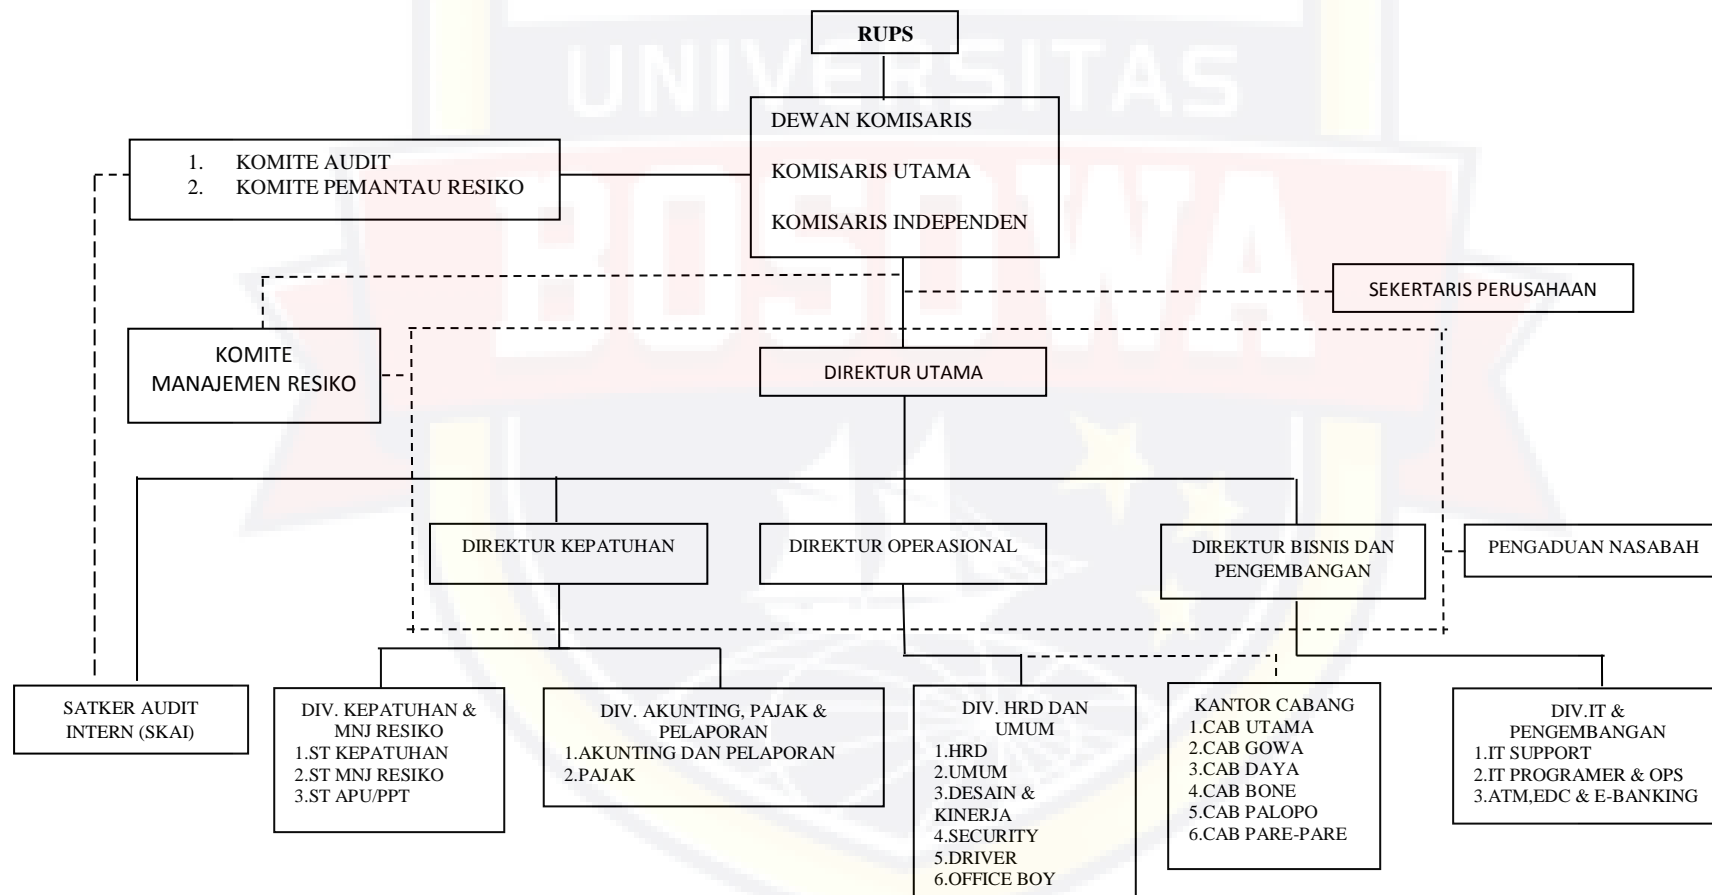 UNIVERSITAS
BOSOWA
RUPS
DEWAN KOMISARIS
KOMISARIS UTAMA
KOMISARIS INDEPENDEN
1. KOMITE AUDIT
2. KOMITE PEMANTAU RESIKO
SEKERTARIS PERUSAHAAN
KOMITE
MANAJEMEN RESIKO
DIREKTUR UTAMA
DIREKTUR KEPATUHAN
DIREKTUR OPERASIONAL
DIREKTUR BISNIS DAN
PENGEMBANGAN
PENGADUAN NASABAH
SATKER AUDIT
INTERN (SKAI)
DIV. KEPATUHAN &
MNJ RESIKO
1.ST KEPATUHAN
2.ST MNJ RESIKO
3.ST APU/PPT
DIV. AKUNTING, PAJAK &
PELAPORAN
1.AKUNTING DAN PELAPORAN
2.PAJAK
DIV. HRD DAN
UMUM
1.HRD
2.UMUM
3.DESAIN &
KINERJA
4.SECURITY
5.DRIVER
6.OFFICE BOY
KANTOR CABANG
1.CAB UTAMA
2.CAB GOWA
3.CAB DAYA
4.CAB BONE
5.CAB PALOPO
6.CAB PARE-PARE
DIV.IT &
PENGEMBANGAN
1.IT SUPPORT
2.IT PROGRAMER & OPS
3.ATM,EDC & E-BANKING